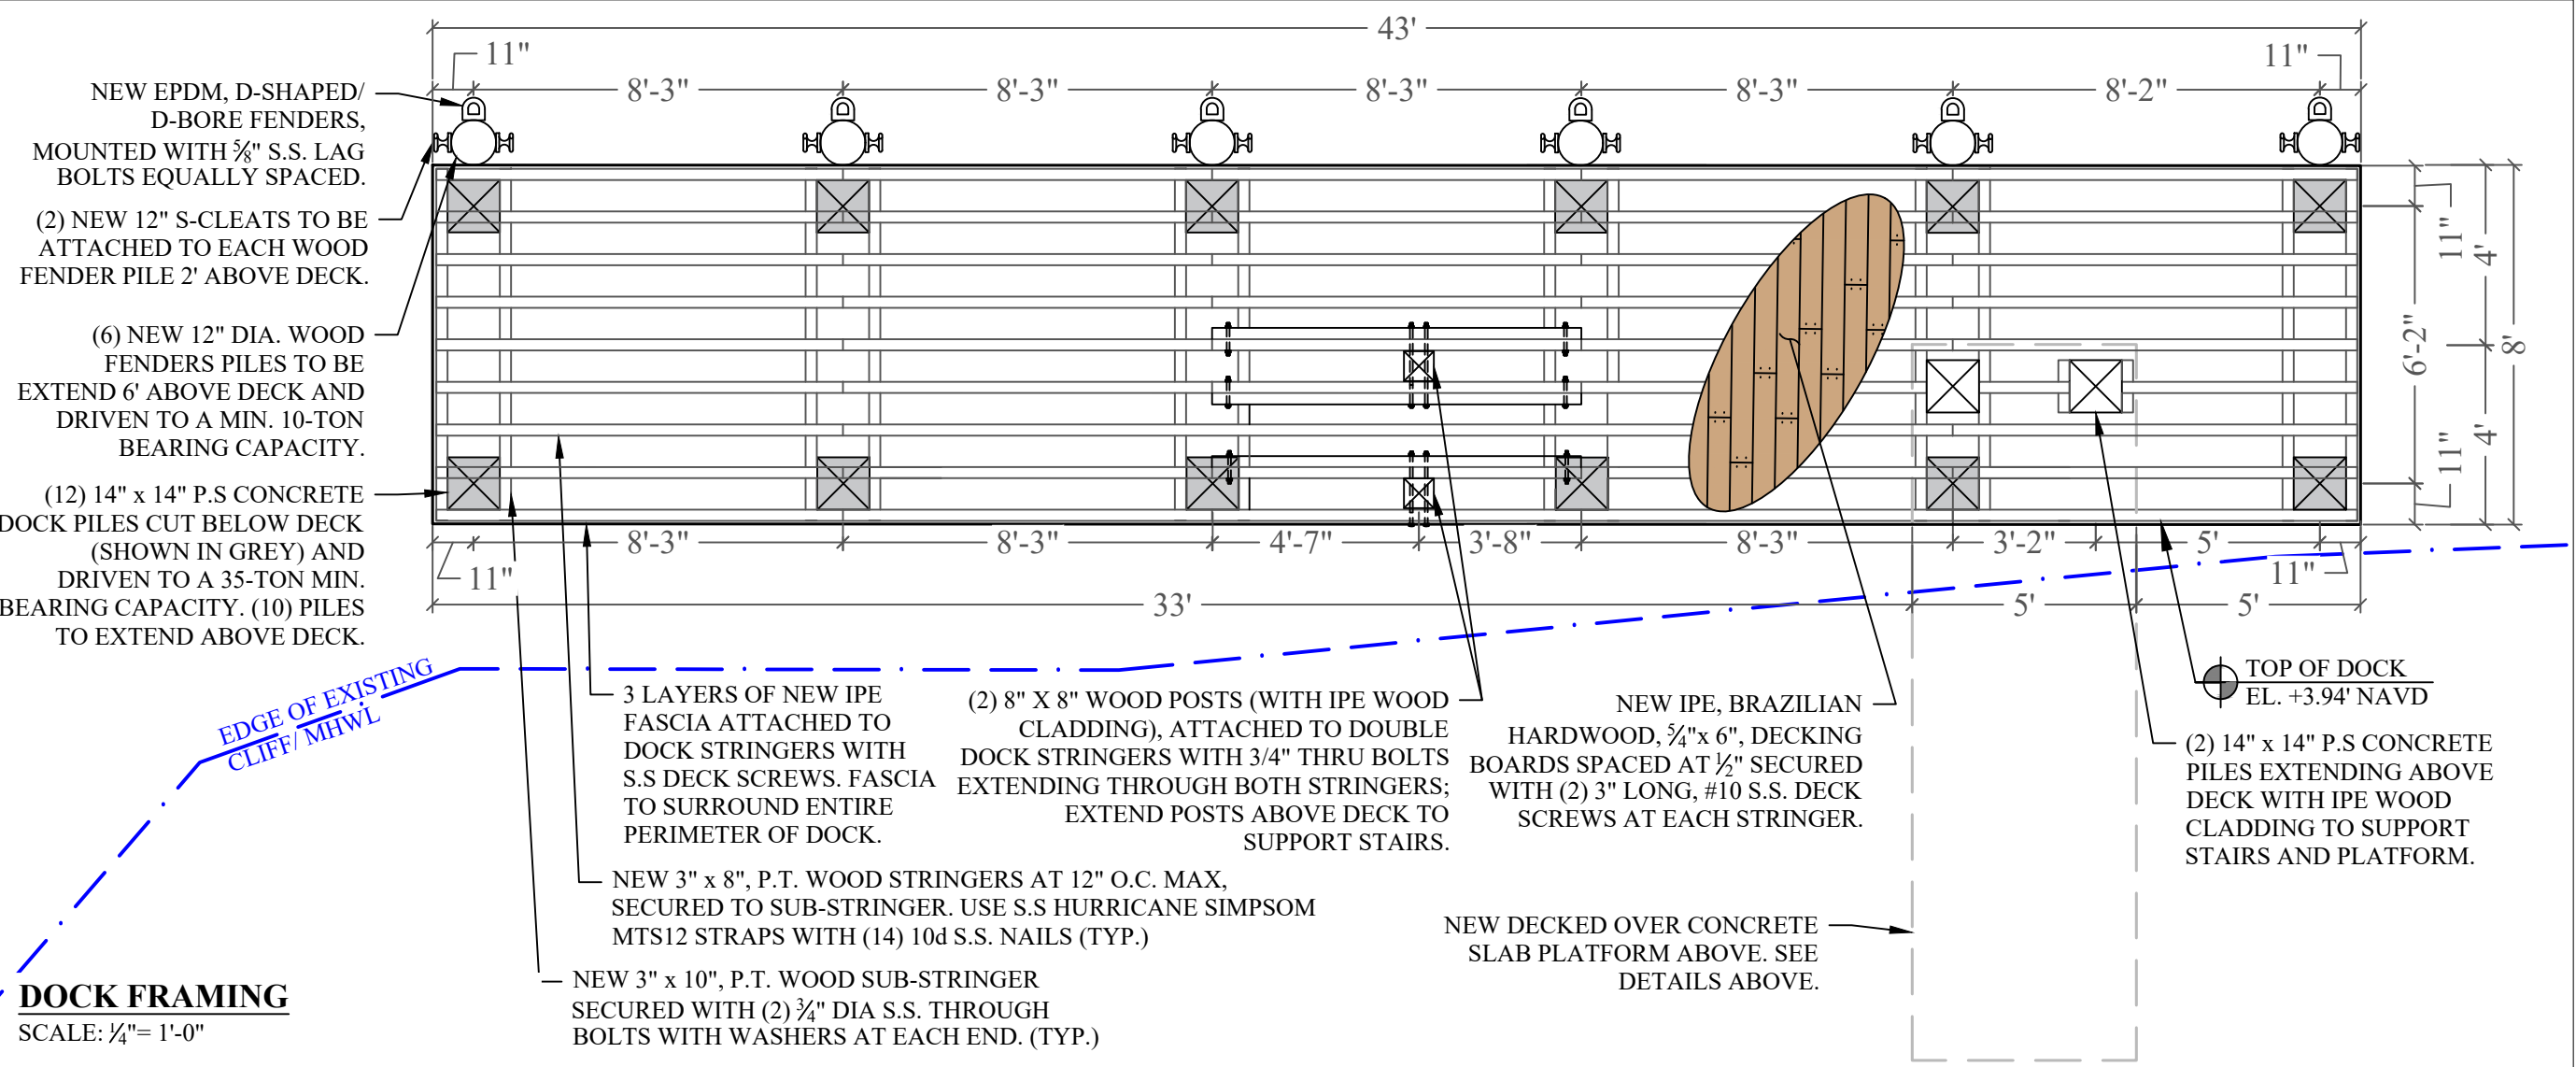 43'
11"
11"
8'-3"
8'-3"
8'-3"
8'-3"
8'-2"
NEW EPDM, D-SHAPED/
D-BORE FENDERS,
MOUNTED WITH ⅝" S.S. LAG
BOLTS EQUALLY SPACED.
(2) NEW 12" S-CLEATS TO BE
ATTACHED TO EACH WOOD
FENDER PILE 2' ABOVE DECK.
(6) NEW 12" DIA. WOOD
FENDERS PILES TO BE
EXTEND 6' ABOVE DECK AND
DRIVEN TO A MIN. 10-TON
BEARING CAPACITY.
(12) 14" x 14" P.S CONCRETE
DOCK PILES CUT BELOW DECK
(SHOWN IN GREY) AND
DRIVEN TO A 35-TON MIN.
BEARING CAPACITY. (10) PILES
TO EXTEND ABOVE DECK.
11"
4'
6'-2"
8'
4'
11"
8'-3"
8'-3"
4'-7"
3'-8"
8'-3"
3'-2"
5'
11"
11"
33'
5'
5'
EDGE OF EXISTING
CLIFF/ MHWL
3 LAYERS OF NEW IPE
FASCIA ATTACHED TO
DOCK STRINGERS WITH
S.S DECK SCREWS. FASCIA
TO SURROUND ENTIRE
PERIMETER OF DOCK.
(2) 8" X 8" WOOD POSTS (WITH IPE WOOD
CLADDING), ATTACHED TO DOUBLE
DOCK STRINGERS WITH 3/4" THRU BOLTS
EXTENDING THROUGH BOTH STRINGERS;
EXTEND POSTS ABOVE DECK TO
SUPPORT STAIRS.
NEW IPE, BRAZILIAN
HARDWOOD, 5⁄4"x 6", DECKING
BOARDS SPACED AT ½" SECURED
WITH (2) 3" LONG, #10 S.S. DECK
SCREWS AT EACH STRINGER.
TOP OF DOCK
EL. +3.94' NAVD
(2) 14" x 14" P.S CONCRETE
PILES EXTENDING ABOVE
DECK WITH IPE WOOD
CLADDING TO SUPPORT
STAIRS AND PLATFORM.
NEW 3" x 8", P.T. WOOD STRINGERS AT 12" O.C. MAX,
SECURED TO SUB-STRINGER. USE S.S HURRICANE SIMPSOM
MTS12 STRAPS WITH (14) 10d S.S. NAILS (TYP.)
NEW DECKED OVER CONCRETE
SLAB PLATFORM ABOVE. SEE
DETAILS ABOVE.
NEW 3" x 10", P.T. WOOD SUB-STRINGER
SECURED WITH (2) ¾" DIA S.S. THROUGH
BOLTS WITH WASHERS AT EACH END. (TYP.)
DOCK FRAMING
SCALE: ¼"= 1'-0"